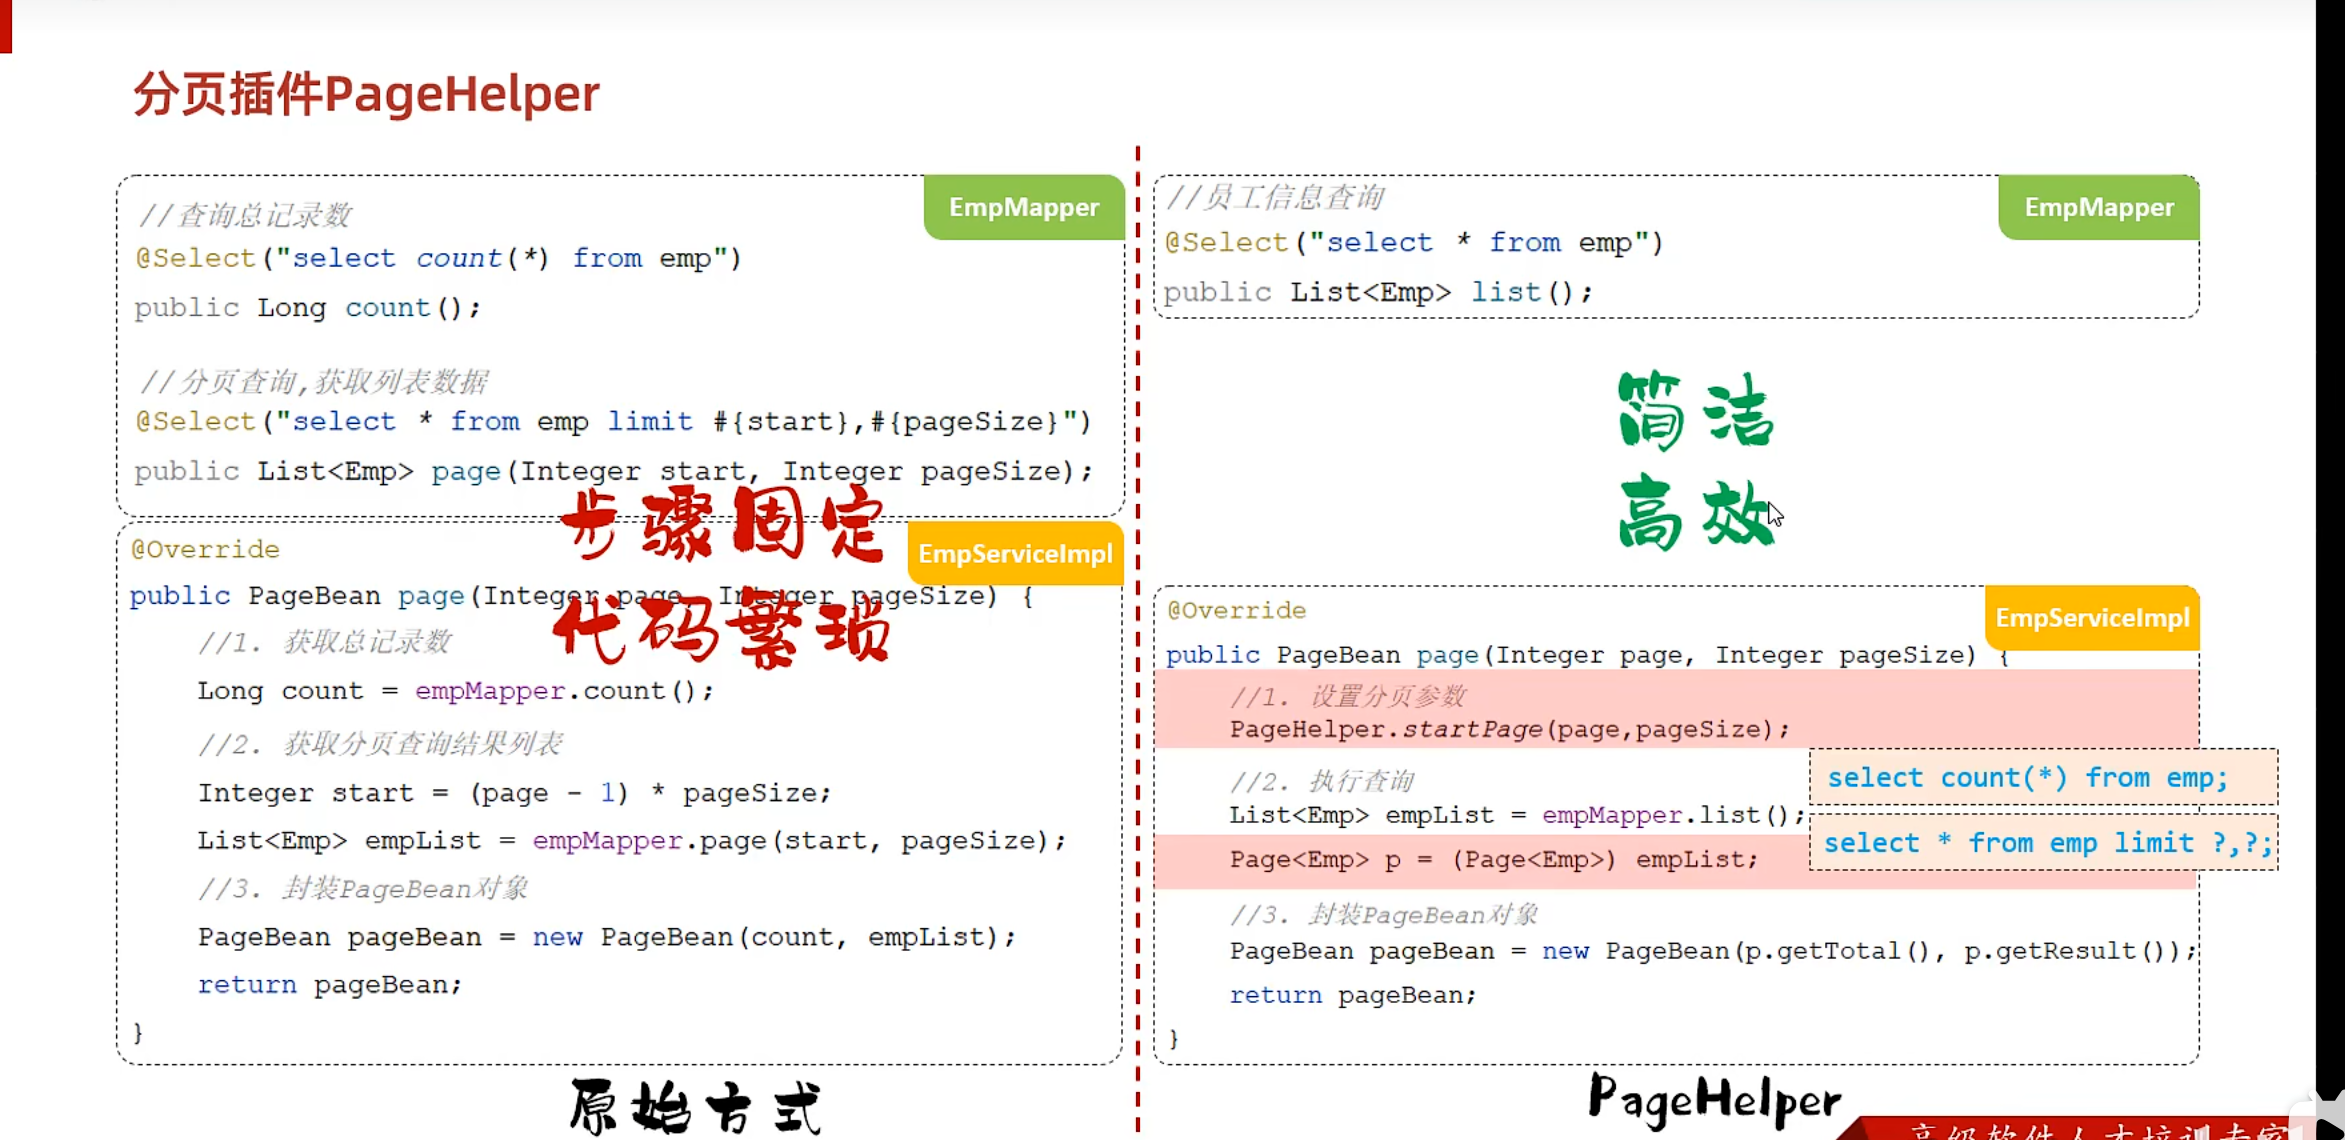 分页插件PageHelper
//查询总记录数
EmpMapper
@Select("select count(*) from emp")
public Long count();
//分页查询,获取列表数据
@Select("select * from emp limit #{start},#{pageSize}")
public List<Emp> page(Integer start, Integer pageSize);
步骤固定
代码繁琐
@Override
EmpServiceImpl
public PageBean page(Integer page, Integer pageSize) {
//1. 获取总记录数
Long count = empMapper.count();
//2. 获取分页查询结果列表
Integer start = (page - 1) * pageSize;
List<Emp> empList = empMapper.page(start, pageSize);
//3. 封装PageBean对象
PageBean pageBean = new PageBean(count, empList);
return pageBean;
}
原始方式
//员工信息查询
EmpMapper
@Select("select * from emp")
public List<Emp> list();
简洁
高效
@Override
EmpServiceImpl
public PageBean page(Integer page, Integer pageSize) {
//1. 设置分页参数
PageHelper.startPage(page,pageSize);
//2. 执行查询
List<Emp> empList = empMapper.list();
select count(*) from emp;
Page<Emp> p = (Page<Emp>) empList;
select * from emp limit ?,?;
//3. 封装PageBean对象
PageBean pageBean = new PageBean(p.getTotal(), p.getResult());
return pageBean;
}
PageHelper
高级软件人才培训专家